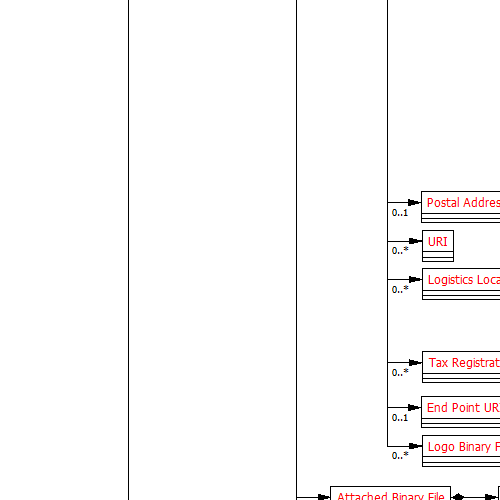 Postal Addres
0..1
URI
0..*
Logistics Loca
0..*
Tax Registrat
0..*
End Point UR
0..1
Logo Binary F
0..*
Attached Binary File